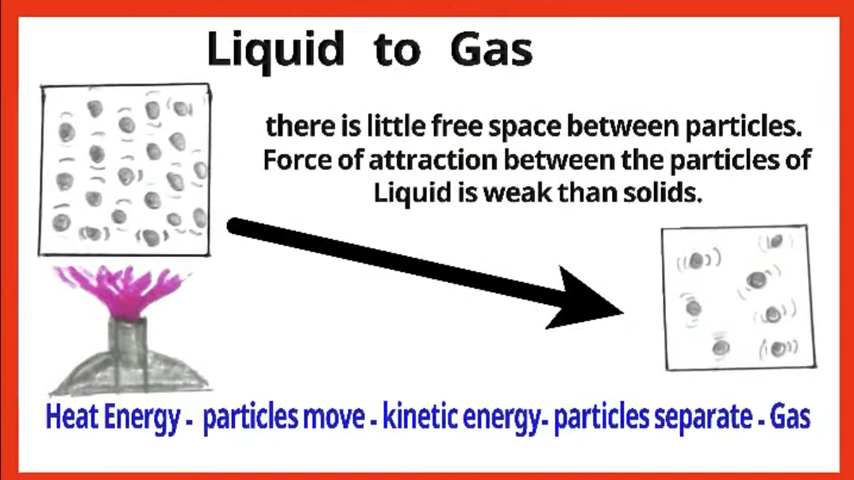 Liquid to Gas
there is little free space between particles.
Force of attraction between the particles of
Liquid is weak than solids.
Heat Energy - particles move - kinetic energy- particles separate - Gas